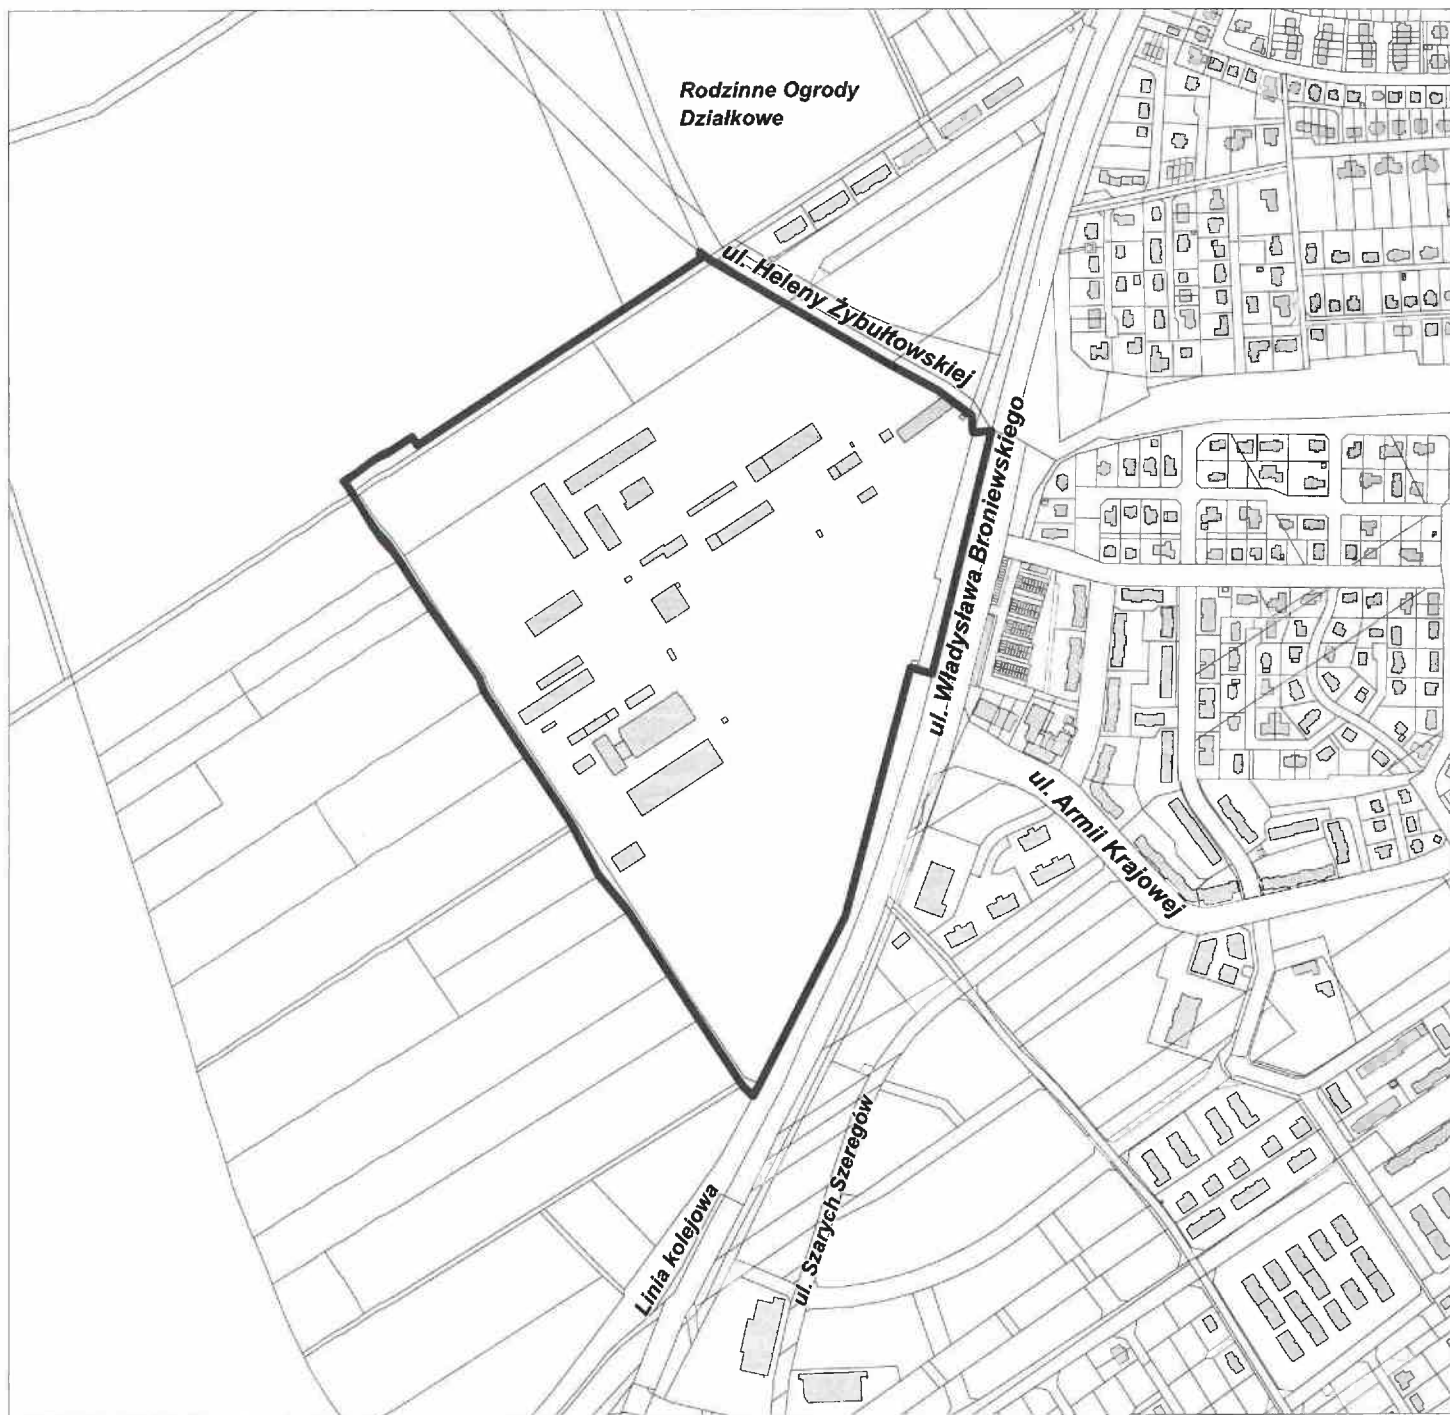 Rodzinne Ogrody
Działkowe
ul. Heleny Żybułtowskiej
ul. Władysława Broniewskiego
ul. Armii Krajowej
ul. Szarych Szeregów
Linia kolejowa